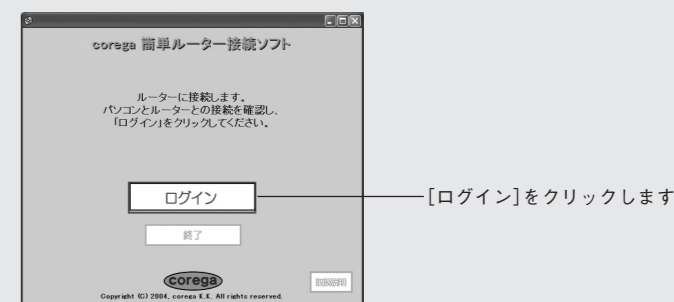 corega 簡単ルーター接続ソフト
ルーターに接続します。
パソコンとルーターとの接続を確認し、
「ログイン」をクリックしてください。
ログイン
[ログイン]をクリックします
終了
corega
取扱説明
Copyright (C) 2004, corega K.K. All rights reserved.